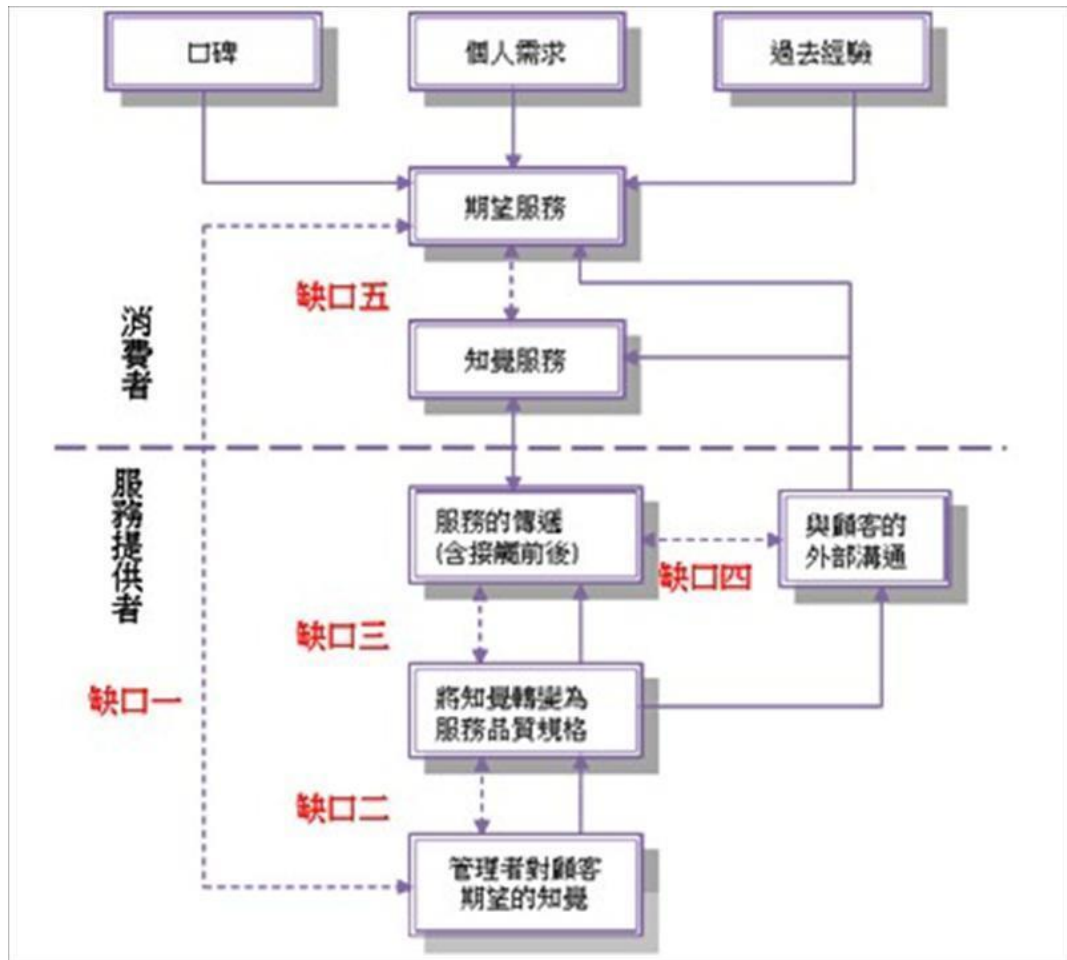 口碑
個人需求
過去經驗
期望服務
缺口五
消費者
知覺服務
服務提供者
服務的傳遞
(含接觸前後)
與顧客的
外部溝通
缺口四
缺口三
缺口一
將知覺轉變為
服務品質規格
缺口二
管理者對顧客
期望的知覺